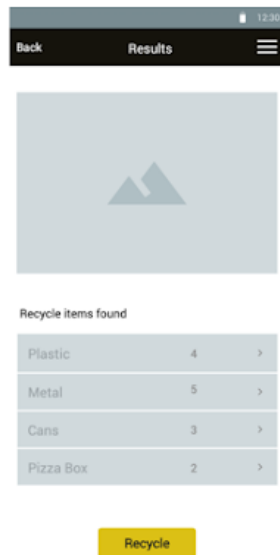 12:30
Back Results
Recycle items found
Plastic 4 >
Metal 5 >
Cans 3 >
Pizza Box 2 >
Recycle